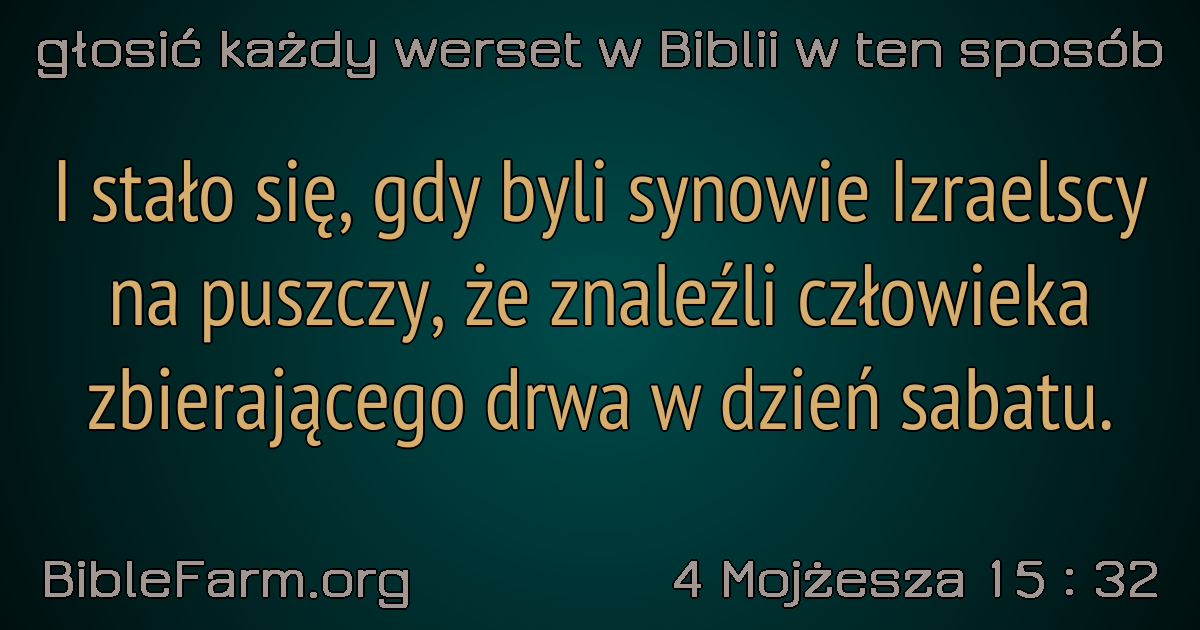 głosić każdy werset w Biblii w ten sposób
I stało się, gdy byli synowie Izraelscy
na puszczy, że znaleźli człowieka
zbierającego drwa w dzień sabatu.
BibleFarm.org
4 Mojżesza 15 : 32